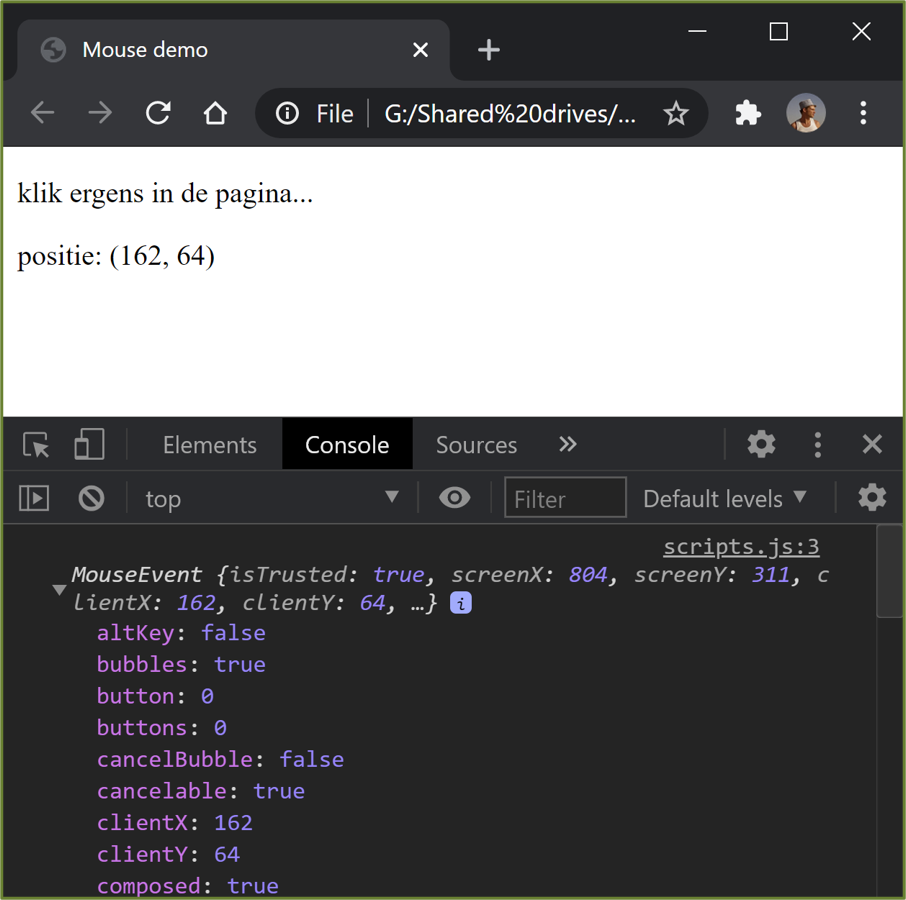 Mouse demo
File G:/Shared%20drives/...
klik ergens in de pagina...
positie: (162, 64)
Elements Console Sources »
top Filter Default levels
scripts.js:3
MouseEvent {isTrusted: true, screenX: 804, screenY: 311, c
lientX: 162, clientY: 64, …} i
altKey: false
bubbles: true
button: 0
buttons: 0
cancelBubble: false
cancelable: true
clientX: 162
clientY: 64
composed: true